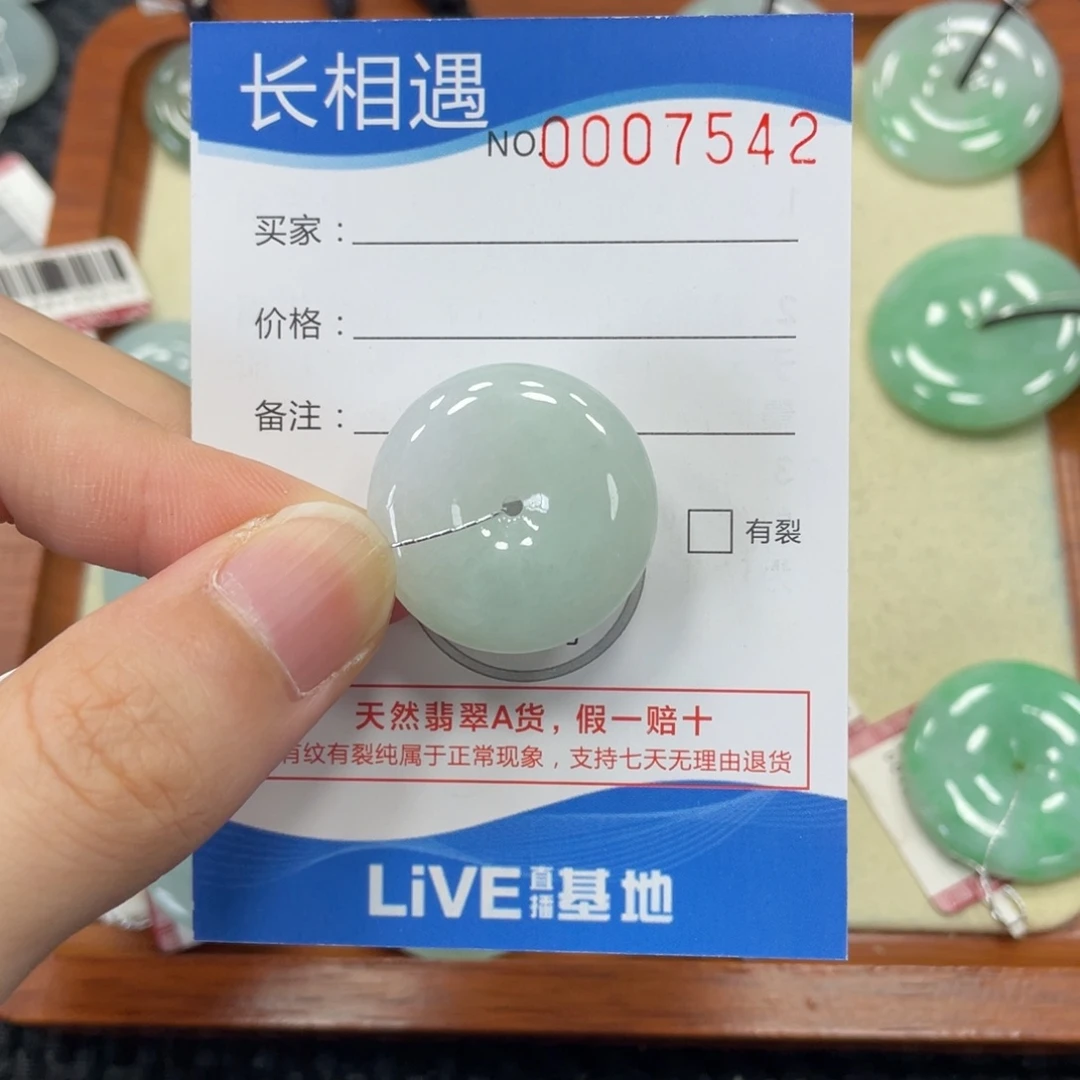 长相遇
NO.0007542
买家：
价格：
备注：
有裂
天然翡翠A货，假一赔十
有纹有裂纯属于正常现象，支持七天无理由退货
LiVE直播基地